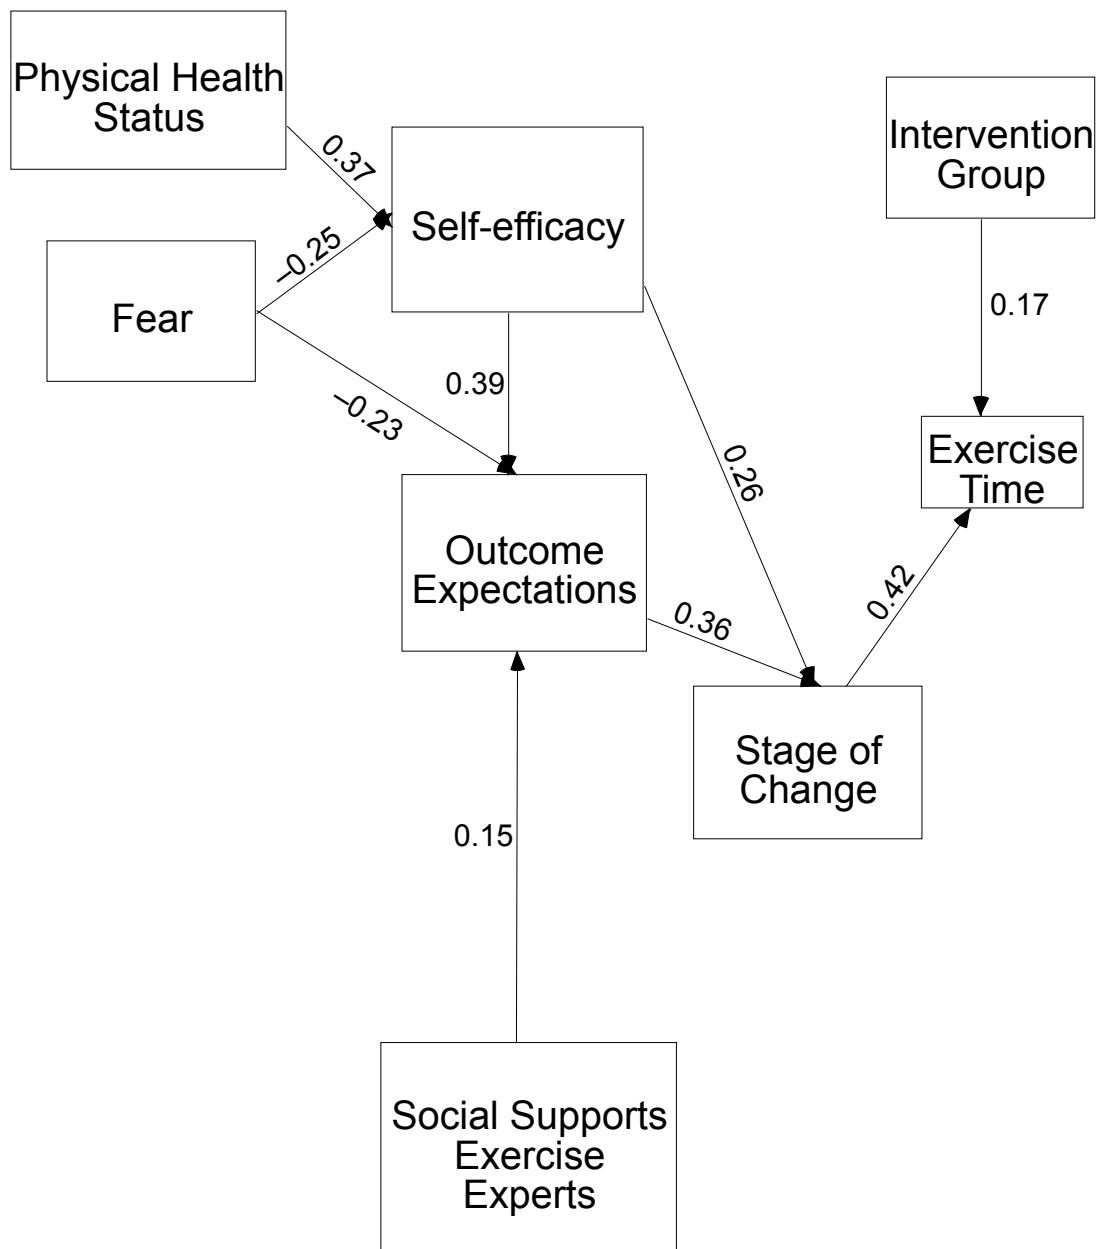 Physical Health
Status
Intervention
Group
0.37
Self-efficacy
–0.25
Fear
0.17
0.39
–0.23
Exercise
Time
0.26
Outcome
Expectations
0.42
0.36
Stage of
Change
0.15
Social Supports
Exercise
Experts